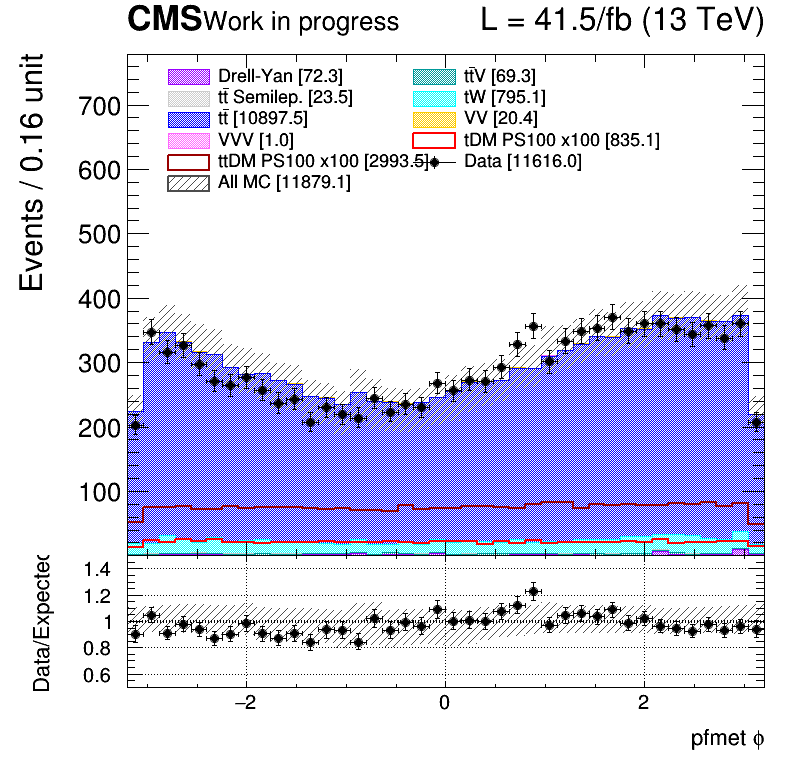 CMS Work in progress L = 41.5/fb (13 TeV)
Drell-Yan [72.3] tt̄V [69.3]
tt̄ Semilep. [23.5] tW [795.1]
tt̄ [10897.5] VV [20.4]
VVV [1.0] tDM PS100 x100 [835.1]
ttDM PS100 x100 [2993.5] Data [11616.0]
All MC [11879.1]
Events / 0.16 unit
700
600
500
400
300
200
100
Data/Expected
1.4
1.2
1
0.8
0.6
−2 0 2
pfmet ϕ